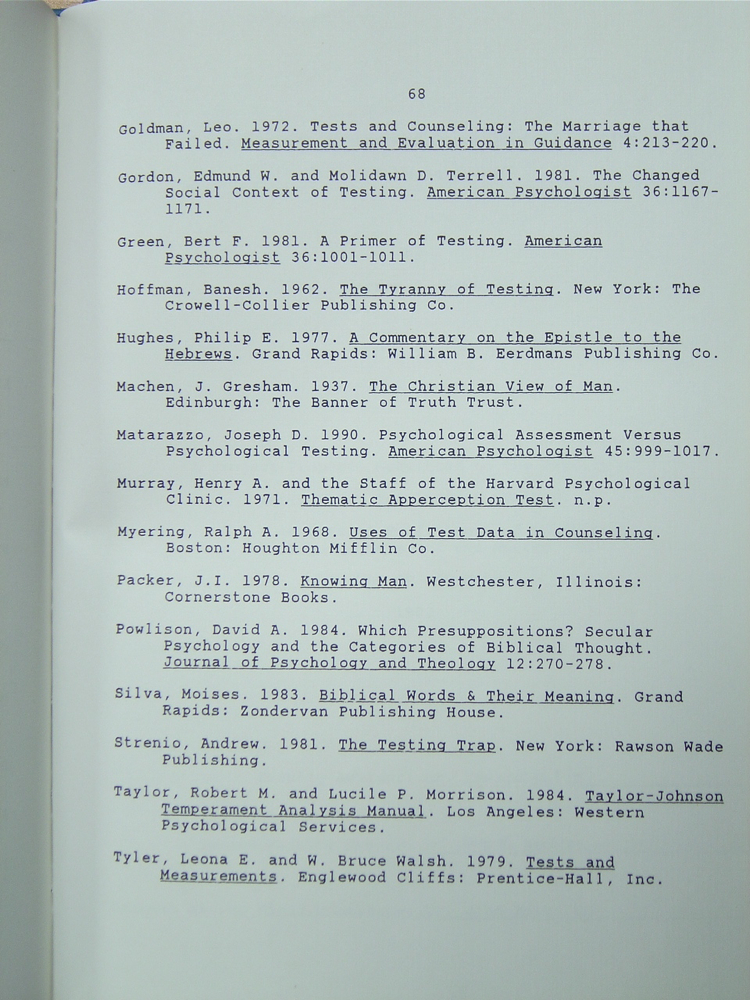 68
Goldman, Leo. 1972. Tests and Counseling: The Marriage that
Failed. Measurement and Evaluation in Guidance 4:213-220.
Gordon, Edmund W. and Molidawn D. Terrell. 1981. The Changed
Social Context of Testing. American Psychologist 36:1167-
1171.
Green, Bert F. 1981. A Primer of Testing. American
Psychologist 36:1001-1011.
Hoffman, Banesh. 1962. The Tyranny of Testing. New York: The
Crowell-Collier Publishing Co.
Hughes, Philip E. 1977. A Commentary on the Epistle to the
Hebrews. Grand Rapids: William B. Eerdmans Publishing Co.
Machen, J. Gresham. 1937. The Christian View of Man.
Edinburgh: The Banner of Truth Trust.
Matarazzo, Joseph D. 1990. Psychological Assessment Versus
Psychological Testing. American Psychologist 45:999-1017.
Murray, Henry A. and the Staff of the Harvard Psychological
Clinic. 1971. Thematic Apperception Test. n.p.
Myering, Ralph A. 1968. Uses of Test Data in Counseling.
Boston: Houghton Mifflin Co.
Packer, J.I. 1978. Knowing Man. Westchester, Illinois:
Cornerstone Books.
Powlison, David A. 1984. Which Presuppositions? Secular
Psychology and the Categories of Biblical Thought.
Journal of Psychology and Theology 12:270-278.
Silva, Moises. 1983. Biblical Words & Their Meaning. Grand
Rapids: Zondervan Publishing House.
Strenio, Andrew. 1981. The Testing Trap. New York: Rawson Wade
Publishing.
Taylor, Robert M. and Lucile P. Morrison. 1984. Taylor-Johnson
Temperament Analysis Manual. Los Angeles: Western
Psychological Services.
Tyler, Leona E. and W. Bruce Walsh. 1979. Tests and
Measurements. Englewood Cliffs: Prentice-Hall, Inc.